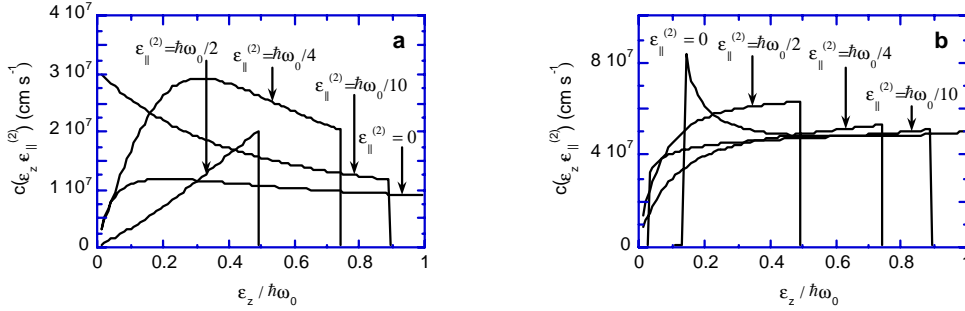 a
c(ε_z ε_||^(2)) (cm s^-1)
4 10^7
3 10^7
2 10^7
1 10^7
0
ε_||^(2)=ħω_0/2
ε_||^(2)=ħω_0/4
ε_||^(2)=ħω_0/10
ε_||^(2)= 0
0 0.2 0.4 0.6 0.8 1
ε_z / ħω_0
b
c(ε_z ε_||^(2)) (cm s^-1)
8 10^7
4 10^7
0
ε_||^(2)= 0
ε_||^(2)=ħω_0/2
ε_||^(2)=ħω_0/4
ε_||^(2)=ħω_0/10
0 0.2 0.4 0.6 0.8 1
ε_z / ħω_0